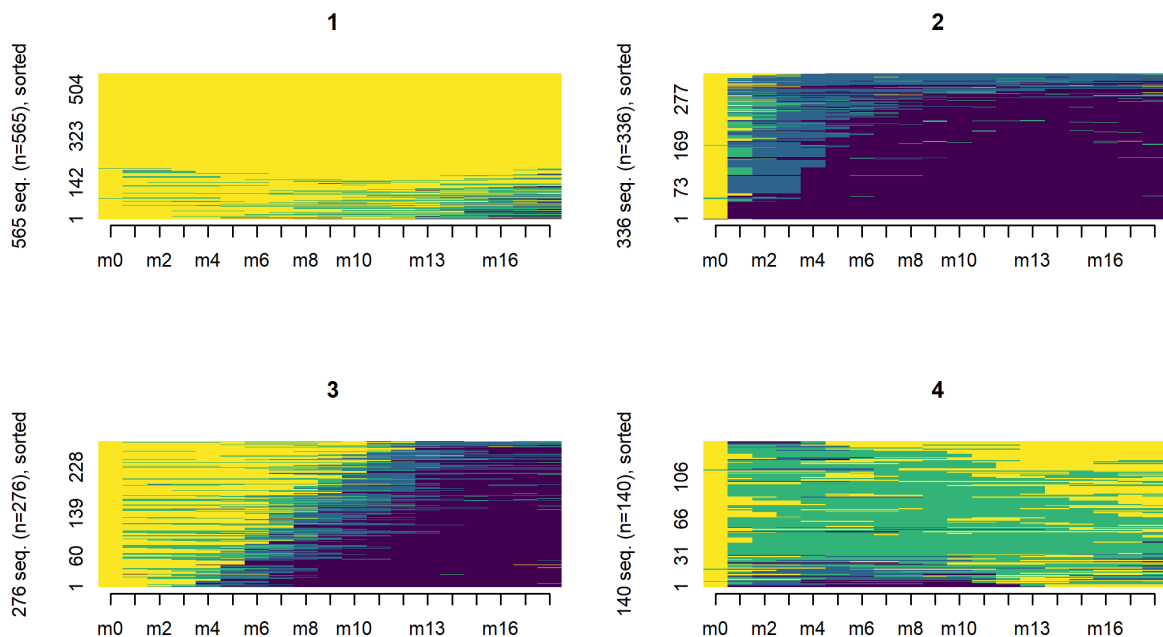 1
565 seq. (n=565), sorted
504
323
142
1
m0 m2 m4 m6 m8 m10 m13 m16
2
336 seq. (n=336), sorted
277
169
73
1
m0 m2 m4 m6 m8 m10 m13 m16
3
276 seq. (n=276), sorted
228
139
60
1
m0 m2 m4 m6 m8 m10 m13 m16
4
140 seq. (n=140), sorted
106
66
31
1
m0 m2 m4 m6 m8 m10 m13 m16